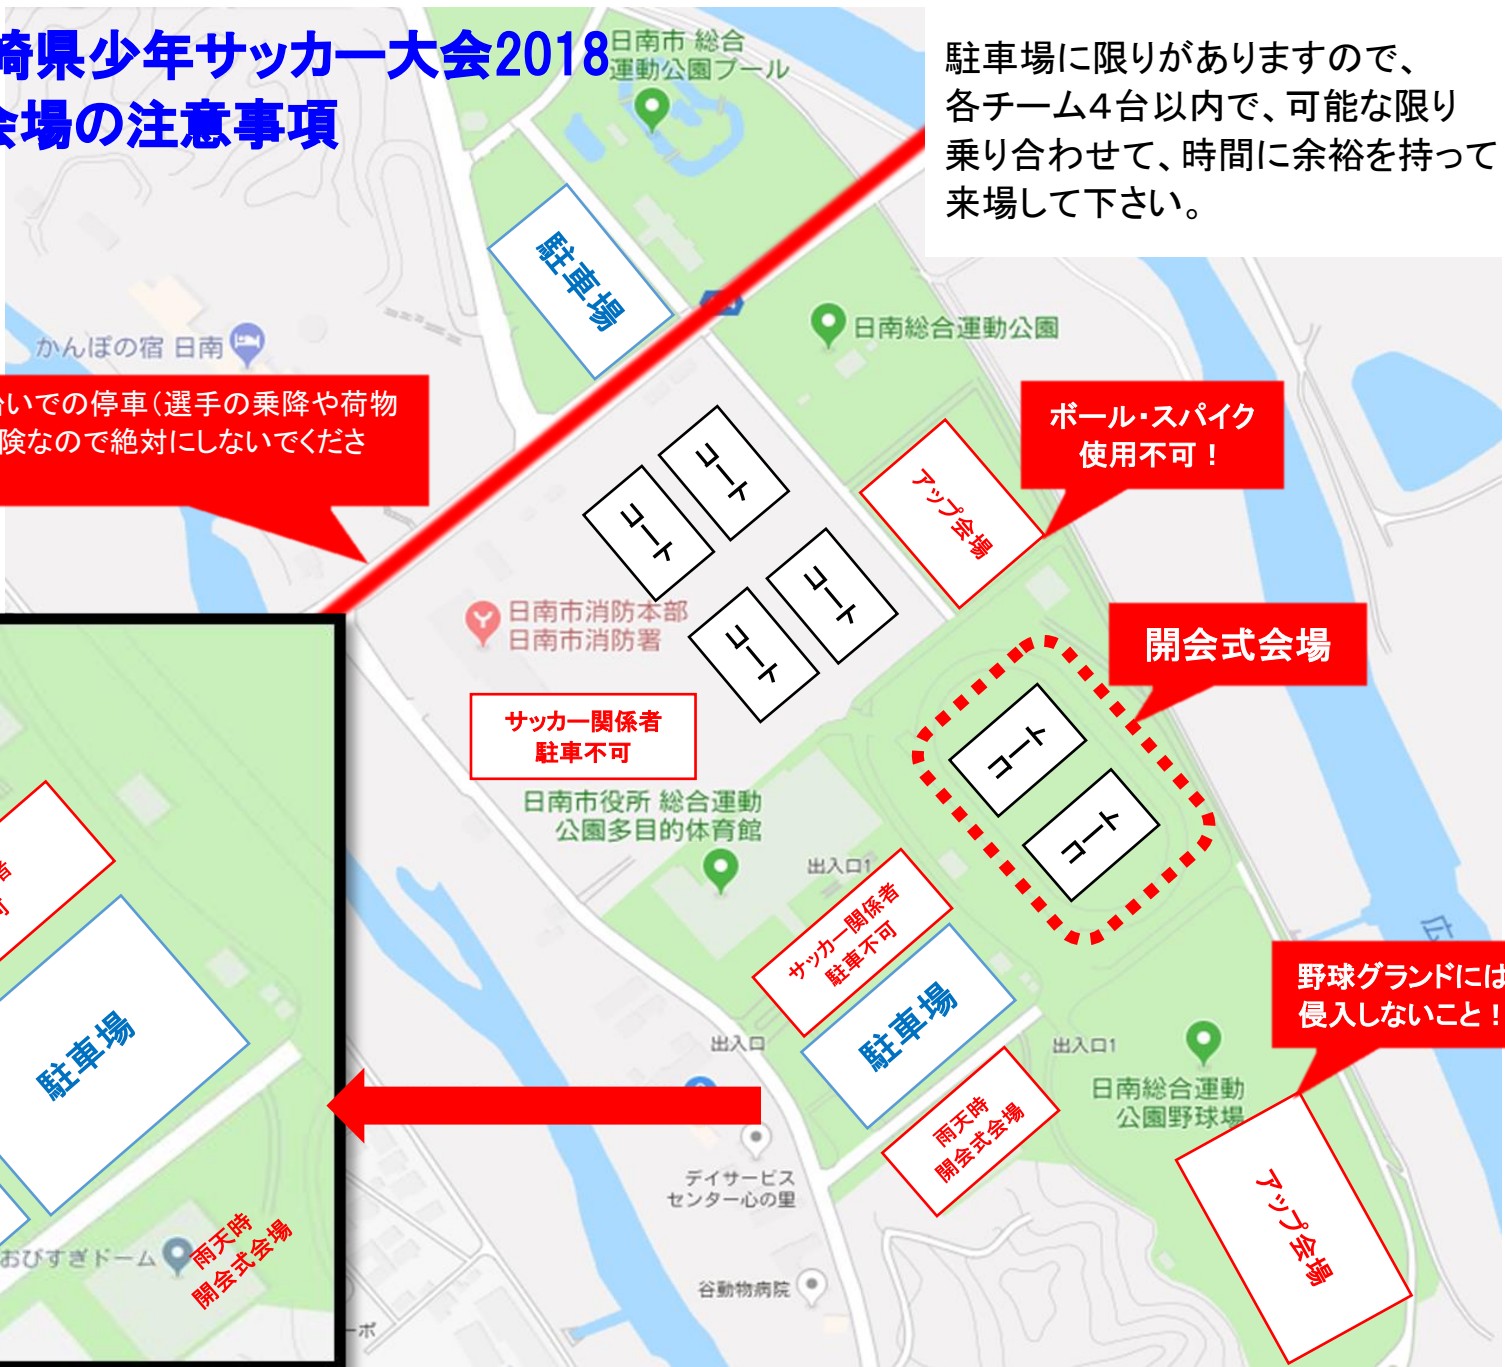 崎県少年サッカー大会2018
会場の注意事項
日南市 総合
運動公園プール
駐車場に限りがありますので、
各チーム4台以内で、可能な限り
乗り合わせて、時間に余裕を持って
来場して下さい。
駐車場
日南総合運動公園
かんぽの宿 日南
沿いでの停車(選手の乗降や荷物
険なので絶対にしないでくださ
ボール・スパイク
使用不可！
アップ会場
コート
コート
コート
コート
日南市消防本部
日南市消防署
開会式会場
サッカー関係者
駐車不可
コート
コート
日南市役所 総合運動
公園多目的体育館
出入口1
サッカー関係者
駐車不可
駐車場
野球グランドには
侵入しないこと！
出入口
出入口1
日南総合運動
公園野球場
雨天時
開会式会場
アップ会場
デイサービス
センター心の里
谷動物病院
者
可
駐車場
おびすぎドーム
雨天時
開会式会場
ーポ
広